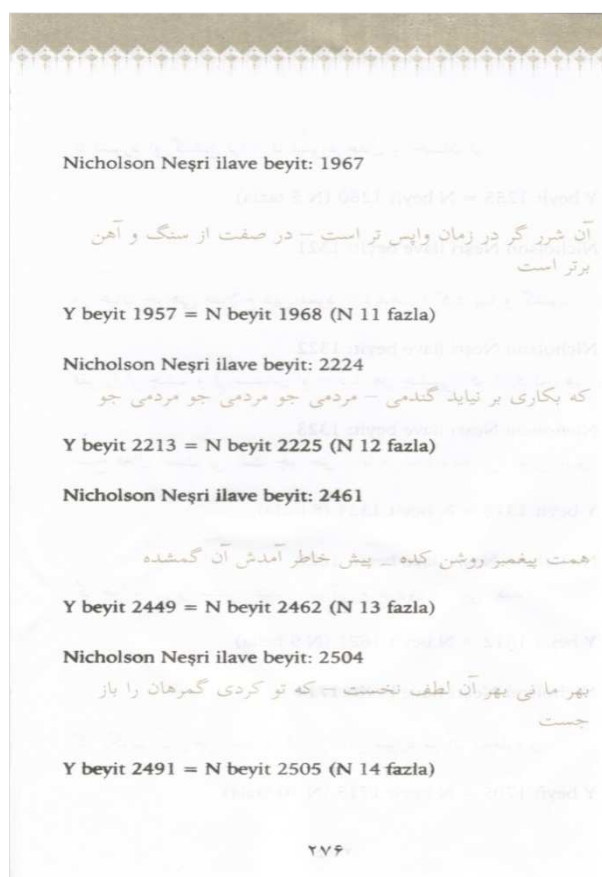 Nicholson Neşri ilave beyit: 1967
آن شرر گر در زمان واپس تر است – در صفت از سنگ و آهن
برتر است
Y beyit 1957 = N beyit 1968 (N 11 fazla)
Nicholson Neşri ilave beyit: 2224
که بکاری بر نیاید گندمی – مردمی جو مردمی جو مردمی جو
Y beyit 2213 = N beyit 2225 (N 12 fazla)
Nicholson Neşri ilave beyit: 2461
همت پیغمبر روشن کده – پیش خاطر آمدش آن گمشده
Y beyit 2449 = N beyit 2462 (N 13 fazla)
Nicholson Neşri ilave beyit: 2504
بهر ما نی بهر آن لطف نخست – که تو کردی گمرهان را باز
جست
Y beyit 2491 = N beyit 2505 (N 14 fazla)
۲۷۶